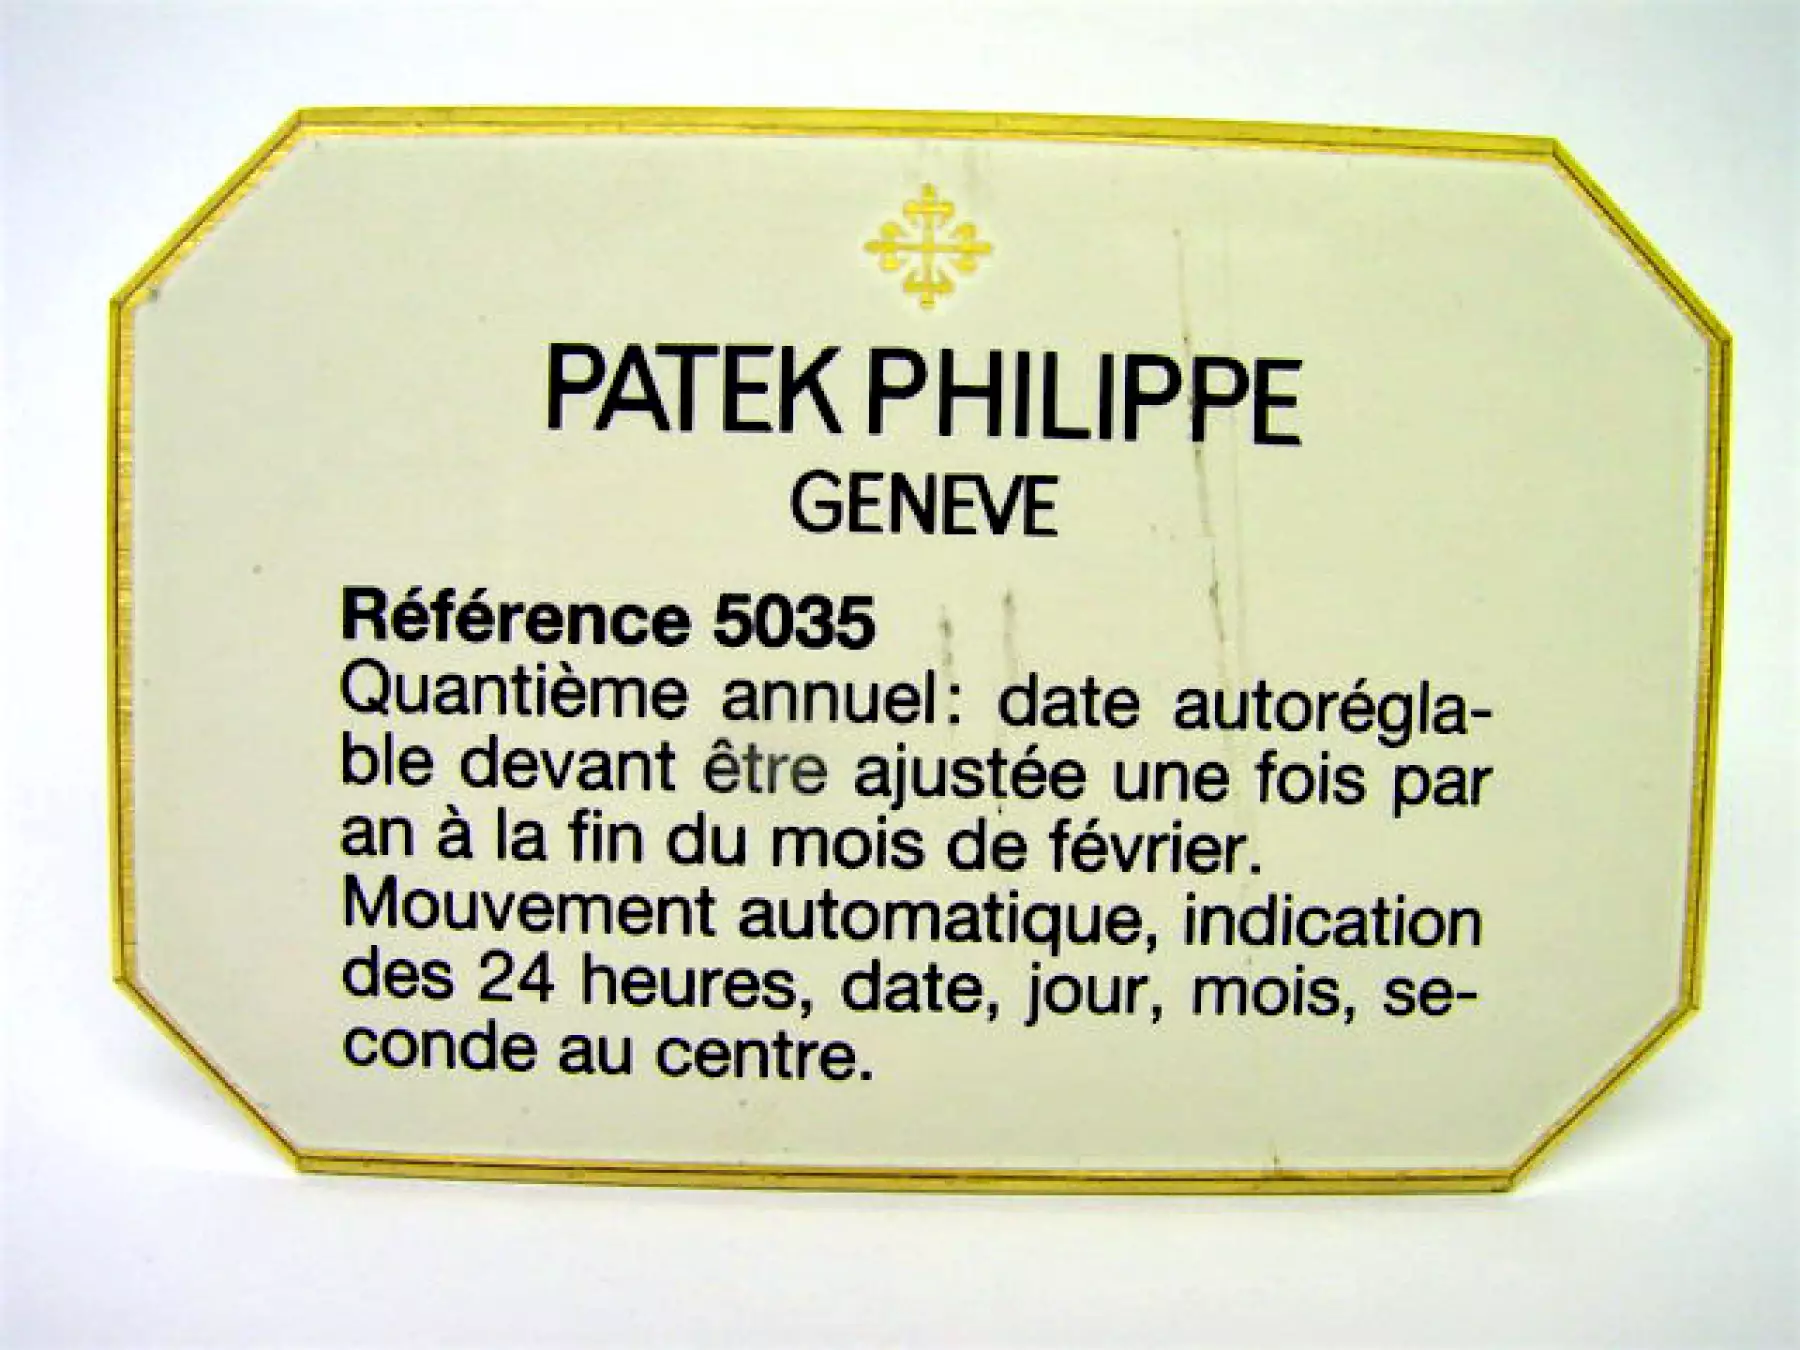 PATEK PHILIPPE
GENEVE
Référence 5035
Quantième annuel: date autorégla-
ble devant être ajustée une fois par
an à la fin du mois de février.
Mouvement automatique, indication
des 24 heures, date, jour, mois, se-
conde au centre.